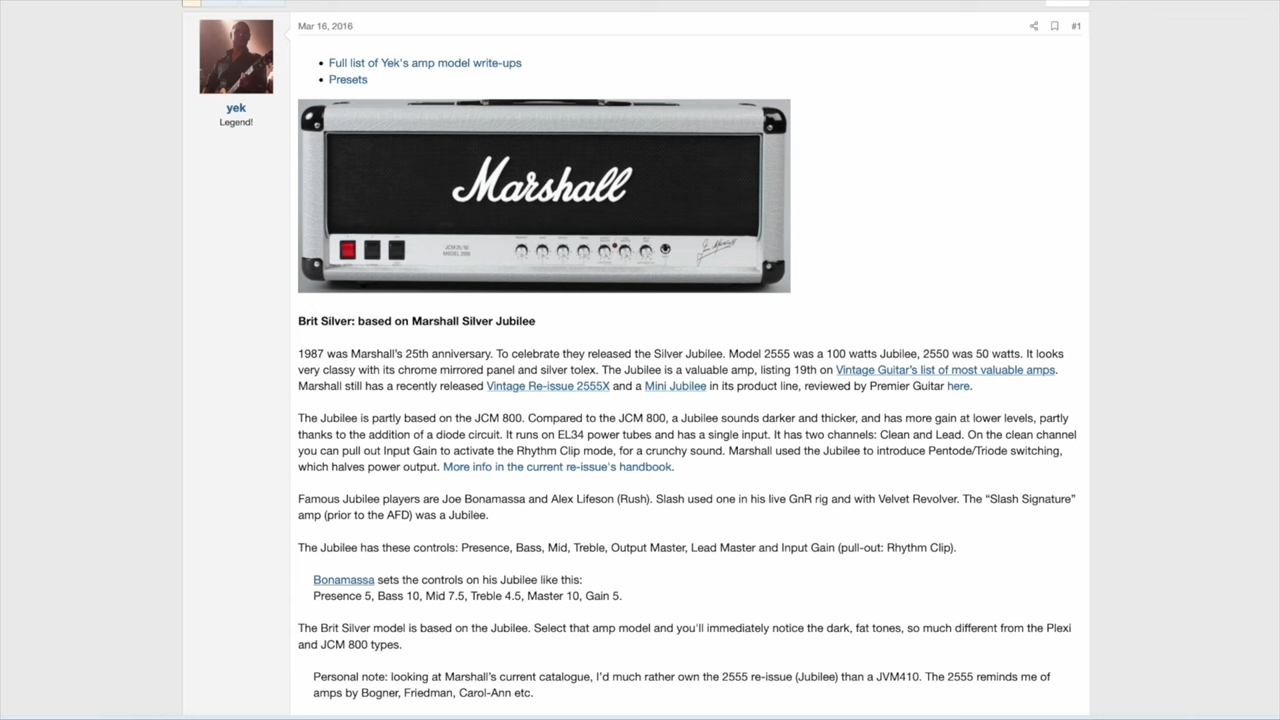 Mar 16, 2016
#1
yek
Legend!
• Full list of Yek's amp model write-ups
• Presets
Marshall
Brit Silver: based on Marshall Silver Jubilee
1987 was Marshall's 25th anniversary. To celebrate they released the Silver Jubilee. Model 2555 was a 100 watts Jubilee, 2550 was 50 watts. It looks
very classy with its chrome mirrored panel and silver tolex. The Jubilee is a valuable amp, listing 19th on Vintage Guitar's list of most valuable amps.
Marshall still has a recently released Vintage Re-issue 2555X and a Mini Jubilee in its product line, reviewed by Premier Guitar here.
The Jubilee is partly based on the JCM 800. Compared to the JCM 800, a Jubilee sounds darker and thicker, and has more gain at lower levels, partly
thanks to the addition of a diode circuit. It runs on EL34 power tubes and has a single input. It has two channels: Clean and Lead. On the clean channel
you can pull out Input Gain to activate the Rhythm Clip mode, for a crunchy sound. Marshall used the Jubilee to introduce Pentode/Triode switching,
which halves power output. More info in the current re-issue's handbook.
Famous Jubilee players are Joe Bonamassa and Alex Lifeson (Rush). Slash used one in his live GnR rig and with Velvet Revolver. The “Slash Signature”
amp (prior to the AFD) was a Jubilee.
The Jubilee has these controls: Presence, Bass, Mid, Treble, Output Master, Lead Master and Input Gain (pull-out: Rhythm Clip).
Bonamassa sets the controls on his Jubilee like this:
Presence 5, Bass 10, Mid 7.5, Treble 4.5, Master 10, Gain 5.
The Brit Silver model is based on the Jubilee. Select that amp model and you'll immediately notice the dark, fat tones, so much different from the Plexi
and JCM 800 types.
Personal note: looking at Marshall's current catalogue, I'd much rather own the 2555 re-issue (Jubilee) than a JVM410. The 2555 reminds me of
amps by Bogner, Friedman, Carol-Ann etc.